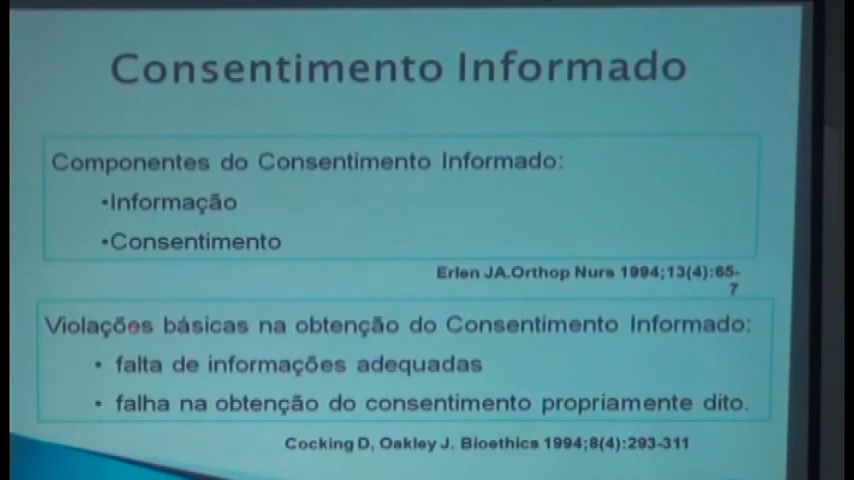 Consentimento Informado
Componentes do Consentimento Informado:
•Informação
•Consentimento
Erlen JA.Orthop Nurs 1994;13(4):65-
7
Violações básicas na obtenção do Consentimento Informado:
• falta de informações adequadas
• falha na obtenção do consentimento propriamente dito.
Cocking D, Oakley J. Bioethics 1994;8(4):293-311